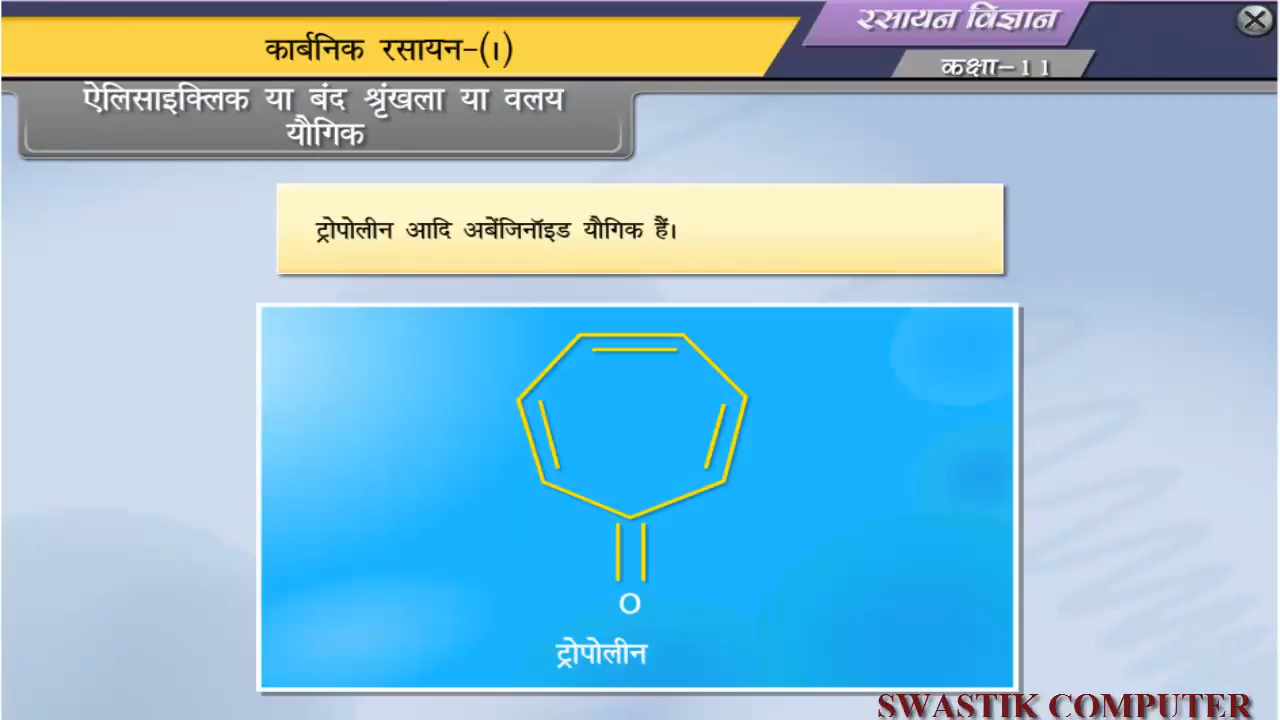 रसायन विज्ञान
कार्बनिक रसायन-(I)
कक्षा-11
ऐलिसाइक्लिक या बंद श्रृंखला या वलय
यौगिक
ट्रोपोलीन आदि अबेंजिनॉइड यौगिक हैं।
O
ट्रोपोलीन
SWASTIK COMPUTER